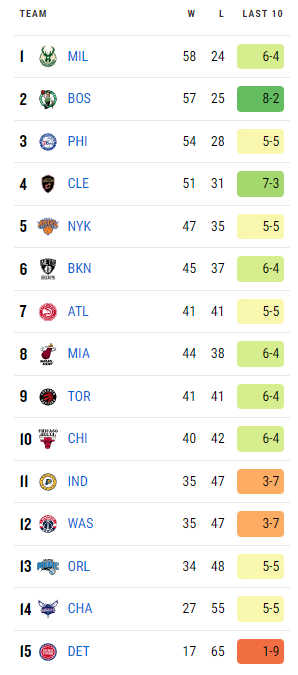 TEAM W L LAST 10
1 MIL 58 24 6-4
2 BOS 57 25 8-2
3 PHI 54 28 5-5
4 CLE 51 31 7-3
5 NYK 47 35 5-5
6 BKN 45 37 6-4
7 ATL 41 41 5-5
8 MIA 44 38 6-4
9 TOR 41 41 6-4
10 CHI 40 42 6-4
11 IND 35 47 3-7
12 WAS 35 47 3-7
13 ORL 34 48 5-5
14 CHA 27 55 5-5
15 DET 17 65 1-9